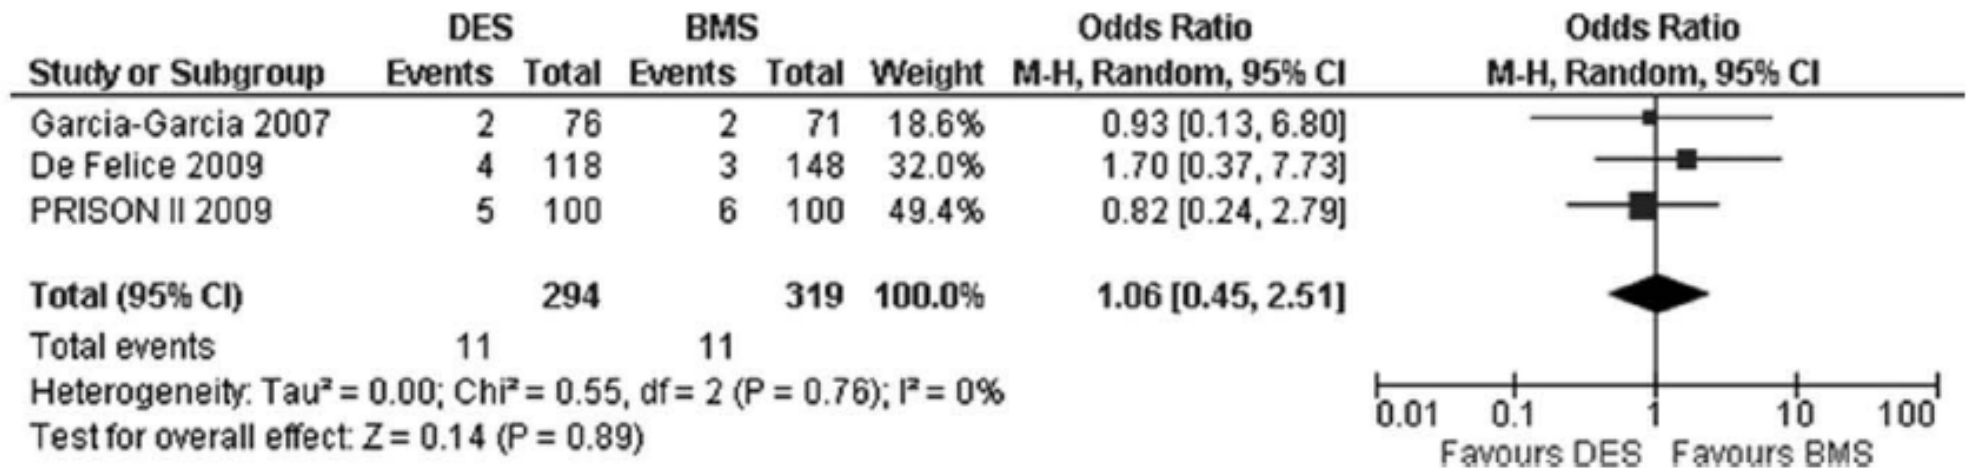 DES BMS Odds Ratio Odds Ratio
Study or Subgroup Events Total Events Total Weight M-H, Random, 95% CI M-H, Random, 95% CI
Garcia-Garcia 2007 2 76 2 71 18.6% 0.93 [0.13, 6.80]
De Felice 2009 4 118 3 148 32.0% 1.70 [0.37, 7.73]
PRISON II 2009 5 100 6 100 49.4% 0.82 [0.24, 2.79]
Total (95% CI) 294 319 100.0% 1.06 [0.45, 2.51]
Total events 11 11
Heterogeneity: Tau² = 0.00; Chi² = 0.55, df = 2 (P = 0.76); I² = 0%
Test for overall effect: Z = 0.14 (P = 0.89)
0.01 0.1 1 10 100
Favours DES Favours BMS